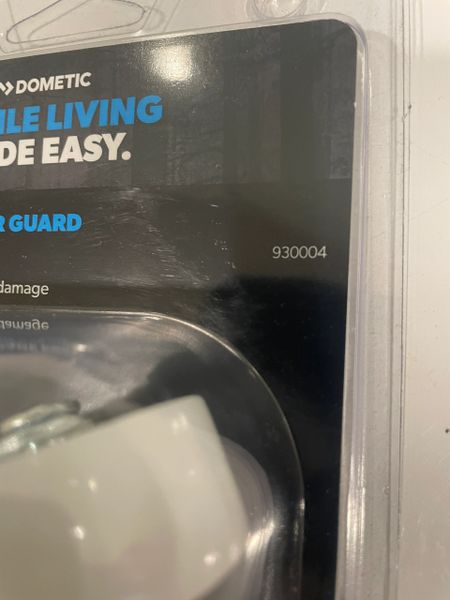 DOMETIC
ILE LIVING
DE EASY.
R GUARD
930004
damage